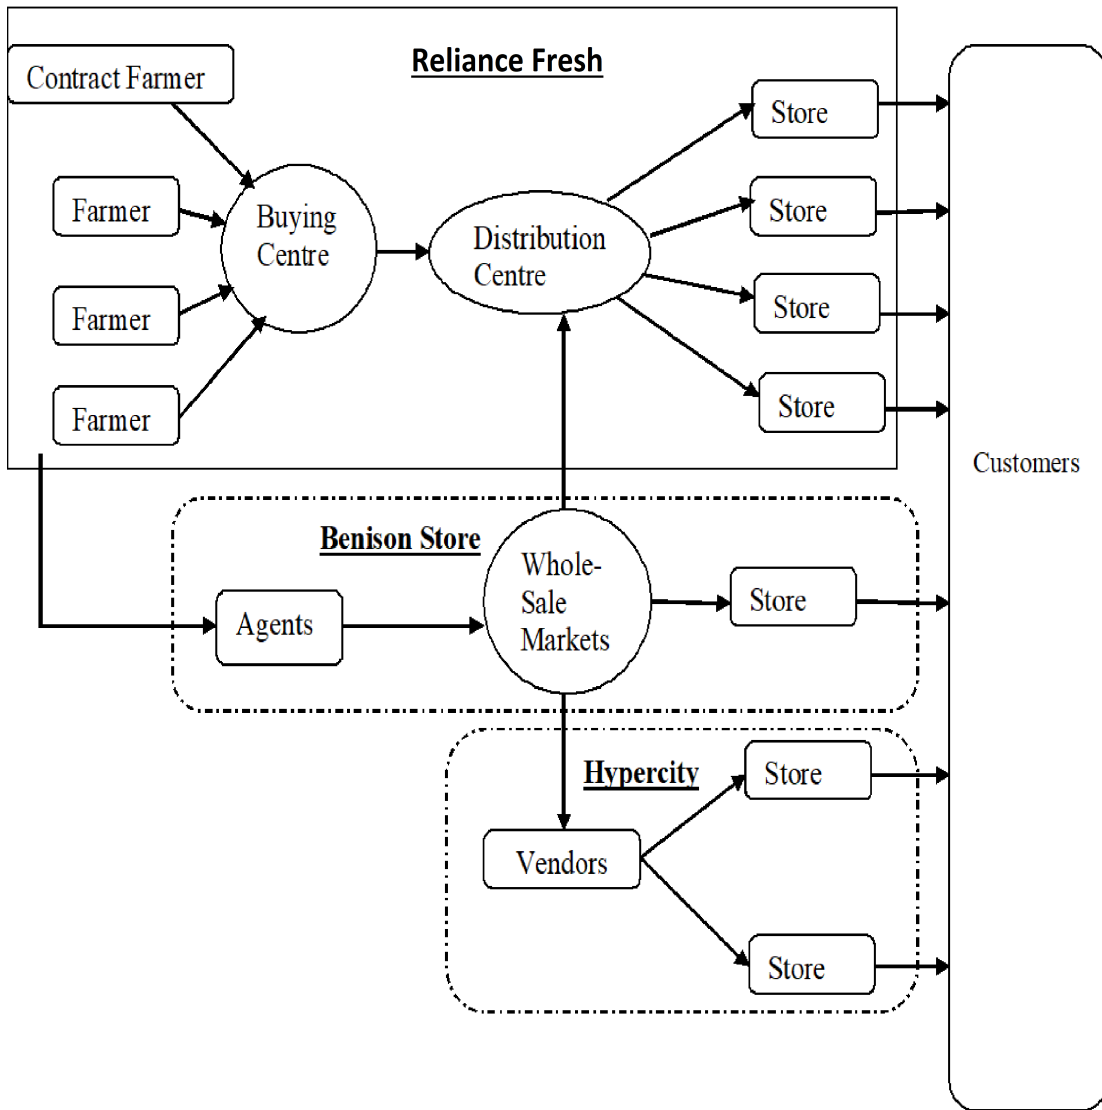 Reliance Fresh
Contract Farmer
Farmer
Farmer
Farmer
Buying
Centre
Distribution
Centre
Store
Store
Store
Store
Customers
Benison Store
Agents
Whole-
Sale
Markets
Store
Hypercity
Vendors
Store
Store